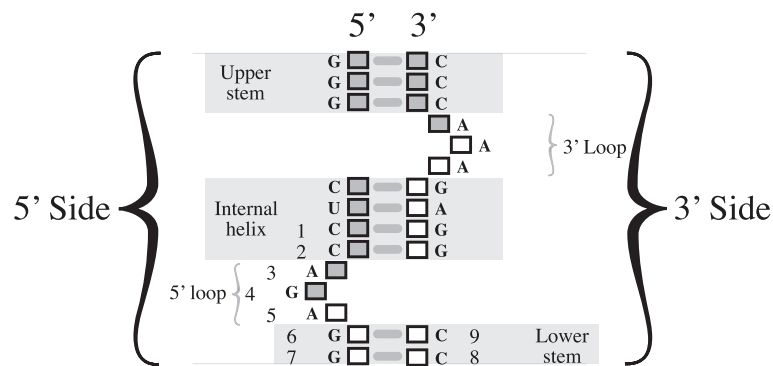 5’ 3’
G C
Upper G C
stem G C
A
A 3’ Loop
A
C G
5’ Side Internal U A 3’ Side
helix 1 C G
2 C G
3 A
5’ loop 4 G
5 A
6 G C 9 Lower
7 G C 8 stem